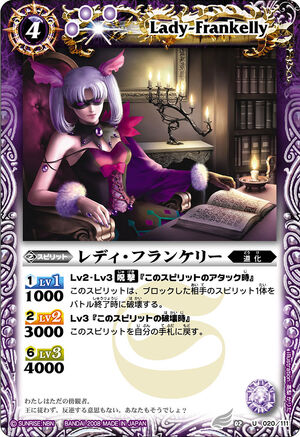 4
Lady-Frankelly
スピリット
レディ・フランケリー
道化
1 Lv1
1000
2 Lv2
3000
6 Lv3
4000
Lv2・Lv3 呪撃『このスピリットのアタック時』
このスピリットは、ブロックした相手のスピリット1体を
バトル終了時に破壊する。
Lv3『このスピリットの破壊時』
このスピリットを自分の手札に戻す。
わたしはただの傍観者。
王に従わず、反逆する意思もない。あなたもそうでしょ？
©SUNRISE・NBN BANDAI 2008 MADE IN JAPAN
02 U 020/111